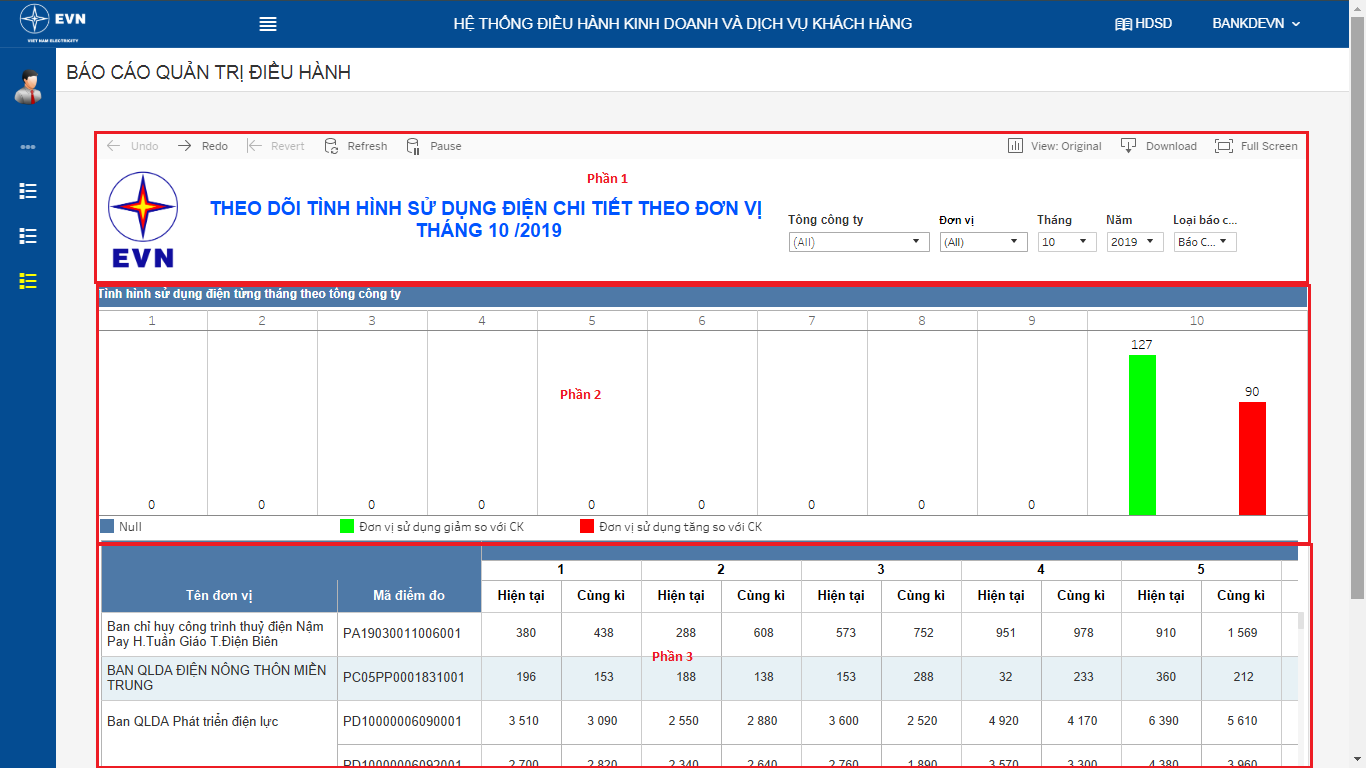 EVN
VIET NAM ELECTRICITY
HỆ THỐNG ĐIỀU HÀNH KINH DOANH VÀ DỊCH VỤ KHÁCH HÀNG
HDSD
BANKDEVN
BÁO CÁO QUẢN TRỊ ĐIỀU HÀNH
Undo Redo Revert Refresh Pause View: Original Download Full Screen
Phần 1
THEO DÕI TÌNH HÌNH SỬ DỤNG ĐIỆN CHI TIẾT THEO ĐƠN VỊ
THÁNG 10 /2019
EVN
Tông công ty Đơn vị Tháng Năm Loại báo c...
(All) (All) 10 2019 Báo C...
Tình hình sử dụng điện từng tháng theo tổng công ty
1 2 3 4 5 6 7 8 9 10
127
90
Phần 2
0 0 0 0 0 0 0 0 0
Null Đơn vị sử dụng giảm so với CK Đơn vị sử dụng tăng so với CK
1 2 3 4 5
Tên đơn vị Mã điểm đo Hiện tại Cùng kì Hiện tại Cùng kì Hiện tại Cùng kì Hiện tại Cùng kì Hiện tại Cùng kì
Ban chỉ huy công trình thuỷ điện Nậm
Pay H.Tuần Giáo T.Điện Biên PA19030011006001 380 438 288 608 573 752 951 978 910 1 569
Phần 3
BAN QLDA ĐIỆN NÔNG THÔN MIỀN
TRUNG PC05PP0001831001 196 153 188 138 153 288 32 233 360 212
Ban QLDA Phát triển điện lực PD10000006090001 3 510 3 090 2 550 2 880 3 600 2 520 4 920 4 170 6 390 5 610
PD10000006092001 2 700 2 820 2 340 2 640 2 760 1 890 3 570 3 300 4 380 3 960